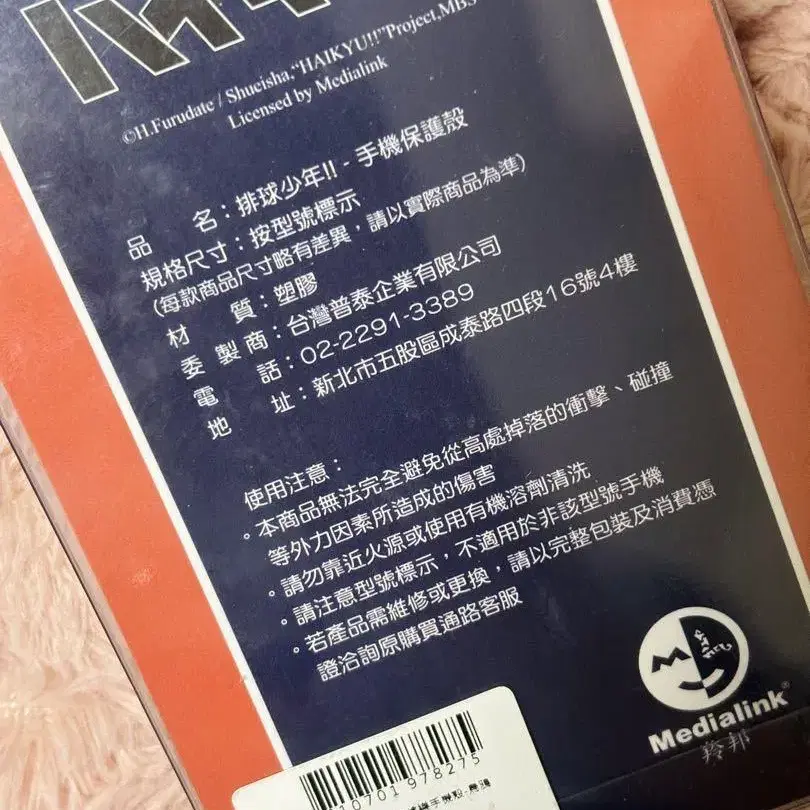 ©H.Furudate / Shueisha,“HAIKYU!!”Project,MBS
Licensed by Medialink
品 名：排球少年!! - 手機保護殼
規格尺寸：按型號標示
(每款商品尺寸略有差異，請以實際商品為準)
材 質：塑膠
委 製 商：台灣普泰企業有限公司
電 話：02-2291-3389
地 址：新北市五股區成泰路四段16號4樓
使用注意：
。本商品無法完全避免從高處掉落的衝擊、碰撞
等外力因素所造成的傷害
。請勿靠近火源或使用有機溶劑清洗
。請注意型號標示，不適用於非該型號手機
。若產品需維修或更換，請以完整包裝及消費憑
證洽詢原購買通路客服
Medialink®
羚邦
10701 978275